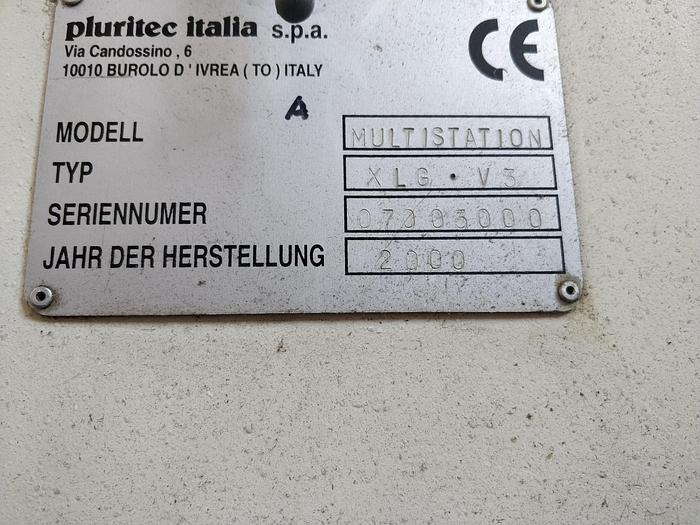 pluritec italia s.p.a.
Via Candossino , 6
10010 BUROLO D ' IVREA ( TO ) ITALY
CE
A
MODELL MULTISTATION
TYP XLG · V3
SERIENNUMER 07003000
JAHR DER HERSTELLUNG 2000